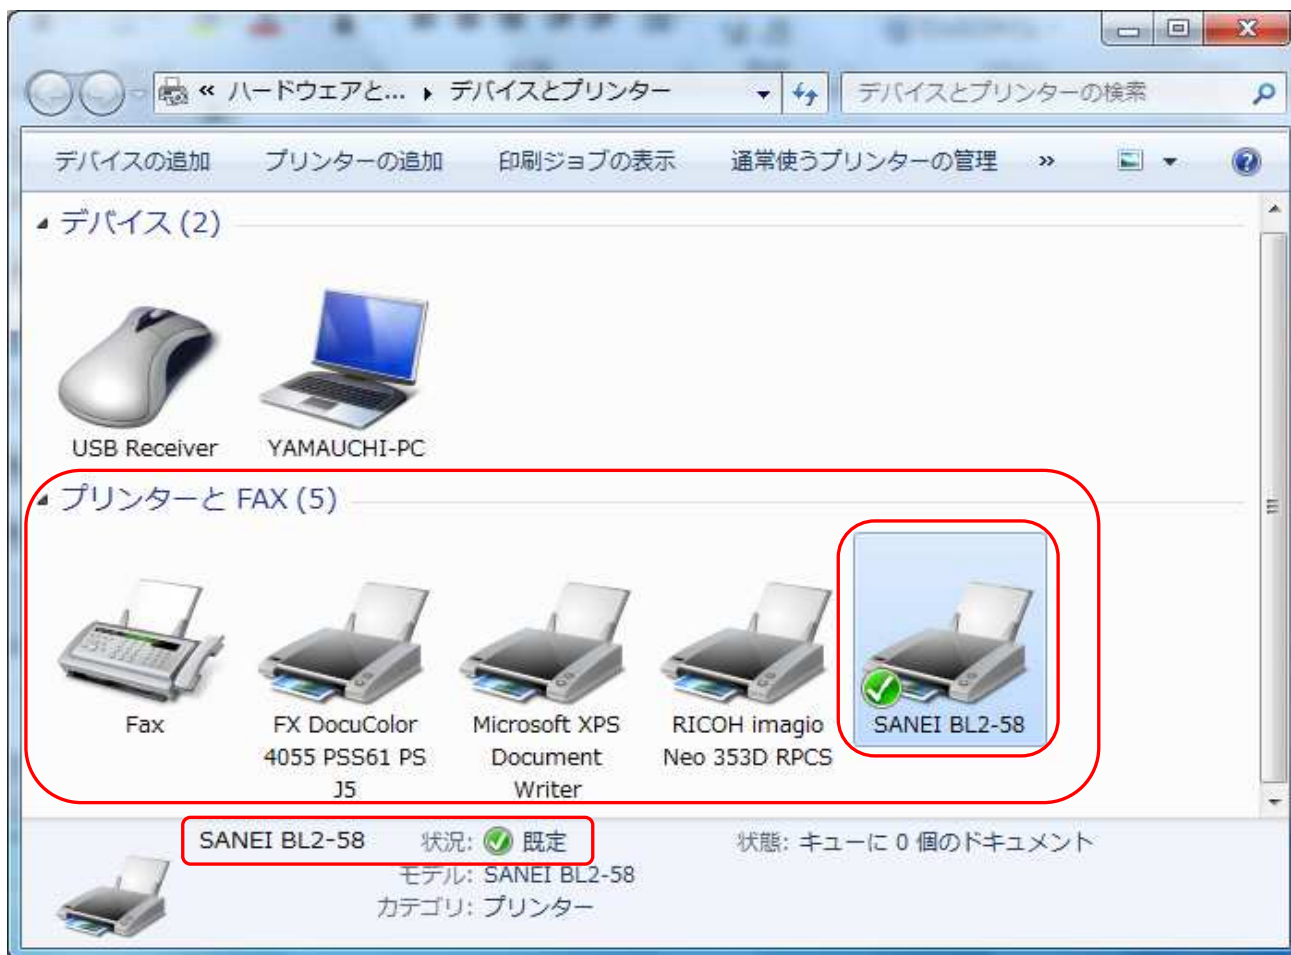 « ハードウェアと... ▸ デバイスとプリンター
デバイスとプリンターの検索
デバイスの追加 プリンターの追加 印刷ジョブの表示 通常使うプリンターの管理 »
デバイス (2)
USB Receiver
YAMAUCHI-PC
プリンターと FAX (5)
Fax
FX DocuColor
4055 PSS61 PS
J5
Microsoft XPS
Document
Writer
RICOH imagio
Neo 353D RPCS
SANEI BL2-58
SANEI BL2-58 状況: 既定 状態: キューに 0 個のドキュメント
モデル: SANEI BL2-58
カテゴリ: プリンター